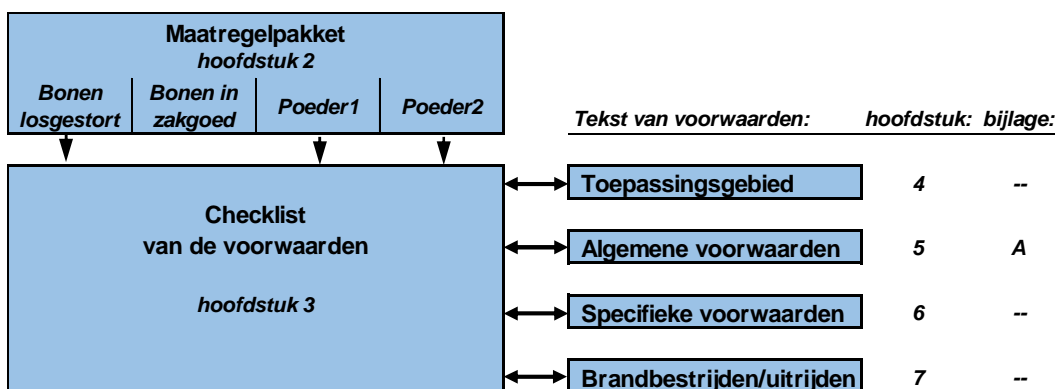 Maatregelpakket
hoofdstuk 2
Bonen losgestort
Bonen in zakgoed
Poeder1
Poeder2
Tekst van voorwaarden: hoofdstuk: bijlage:
Checklist
van de voorwaarden
hoofdstuk 3
Toepassingsgebied 4 --
Algemene voorwaarden 5 A
Specifieke voorwaarden 6 --
Brandbestrijden/uitrijden 7 --